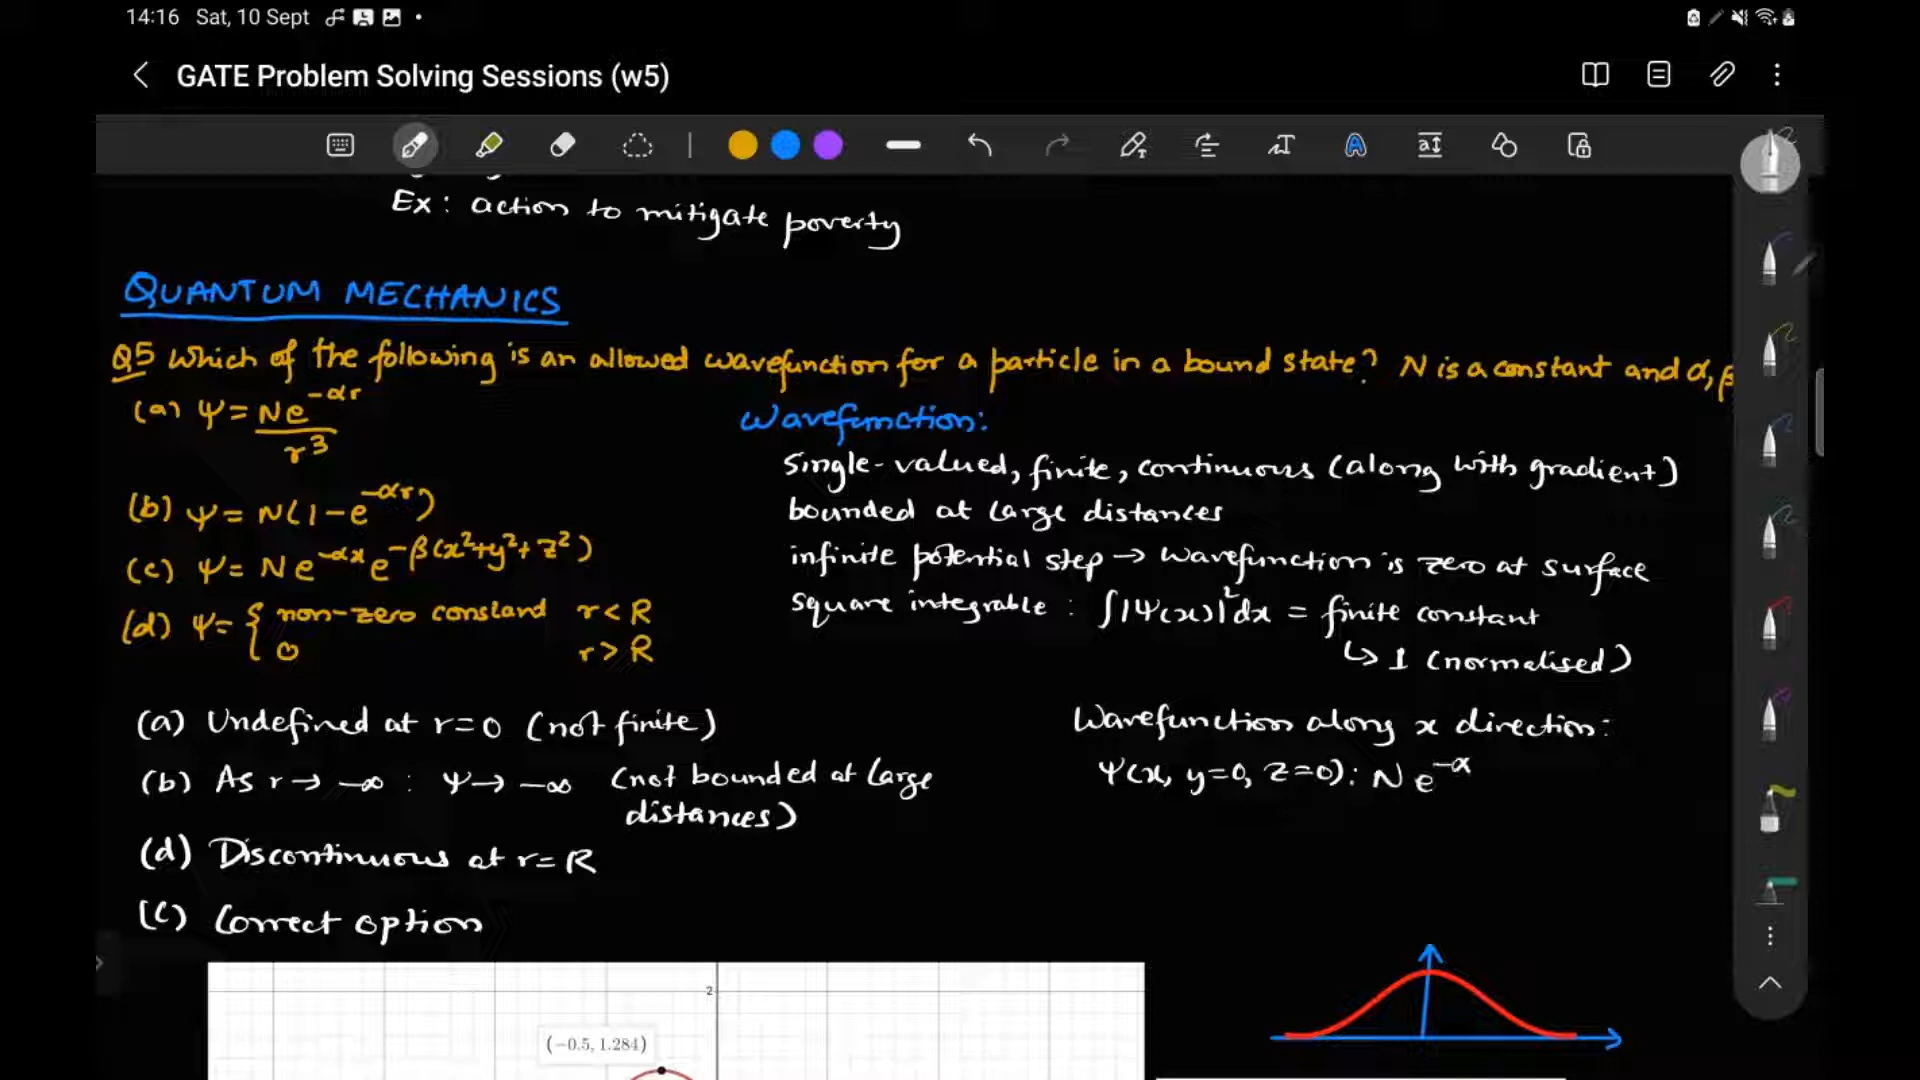 14:16 Sat, 10 Sept
GATE Problem Solving Sessions (w5)
Ex: action to mitigate poverty
QUANTUM MECHANICS
Q5 Which of the following is an allowed wavefunction for a particle in a bound state? N is a constant and α, β
(a) Ψ = Ne^{-αr} / r³
(b) Ψ = N(1-e^{-αr})
(c) Ψ = Ne^{-αx} e^{-β(x²+y²+z²)}
(d) Ψ = { non-zero constand r < R
0 r > R
Wavefunction:
Single-valued, finite, continuous (along with gradient)
bounded at large distances
infinite potential step → wavefunction is zero at surface
square integrable : ∫|Ψ(x)|²dx = finite constant
↳ 1 (normalised)
(a) Undefined at r=0 (not finite)
(b) As r → -∞ : Ψ → -∞ (not bounded at large
distances)
(d) Discontinuous at r=R
(c) Correct option
Wavefunction along x direction:
Ψ(x, y=0, z=0): N e^{-α
2
(−0.5, 1.284)